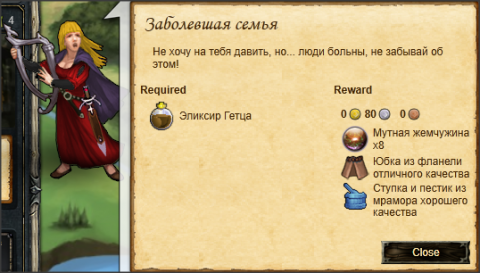 4
Заболевшая семья
Не хочу на тебя давить, но... люди больны, не забывай об
этом!
Required
Reward
Эликсир Гетца
0 80 0
Мутная жемчужина
x8
Юбка из фланели
отличного качества
Ступка и пестик из
мрамора хорошего
качества
Close